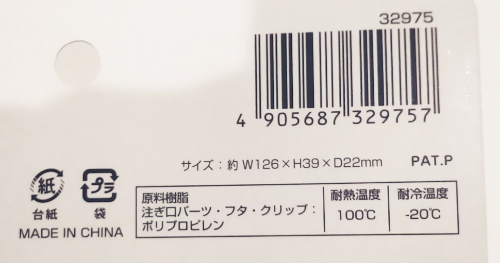 32975
4 905687 329757
サイズ：約 W126×H39×D22mm PAT.P
紙 プラ
台紙 袋
MADE IN CHINA
原料樹脂 耐熱温度 耐冷温度
注ぎ口パーツ・フタ・クリップ： 100℃ -20℃
ポリプロピレン